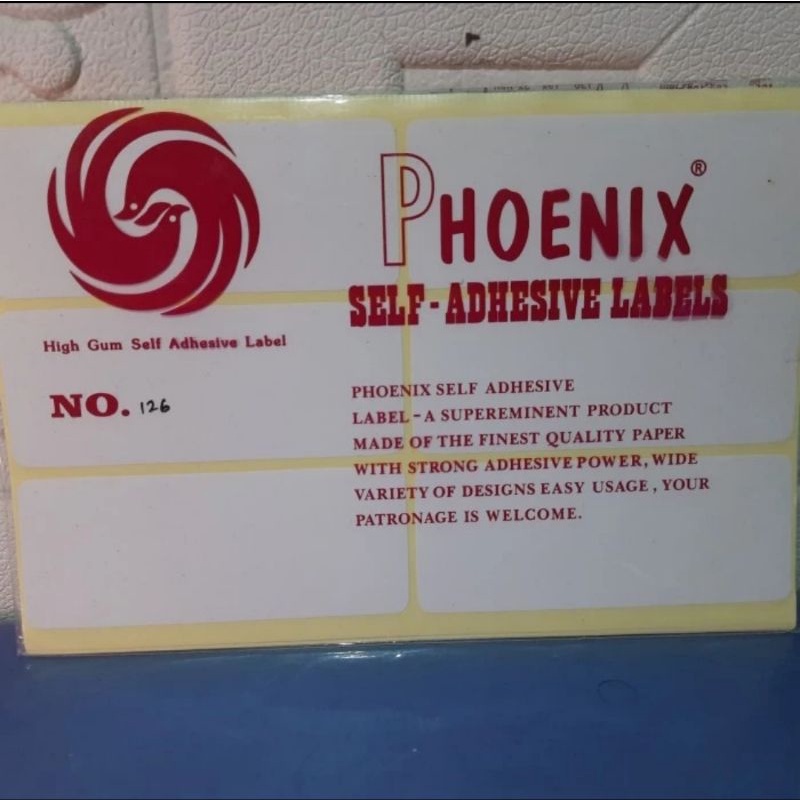 PHOENIX®
SELF-ADHESIVE LABELS
High Gum Self Adhesive Label
NO. 126
PHOENIX SELF ADHESIVE
LABEL-A SUPEREMINENT PRODUCT
MADE OF THE FINEST QUALITY PAPER
WITH STRONG ADHESIVE POWER, WIDE
VARIETY OF DESIGNS EASY USAGE, YOUR
PATRONAGE IS WELCOME.